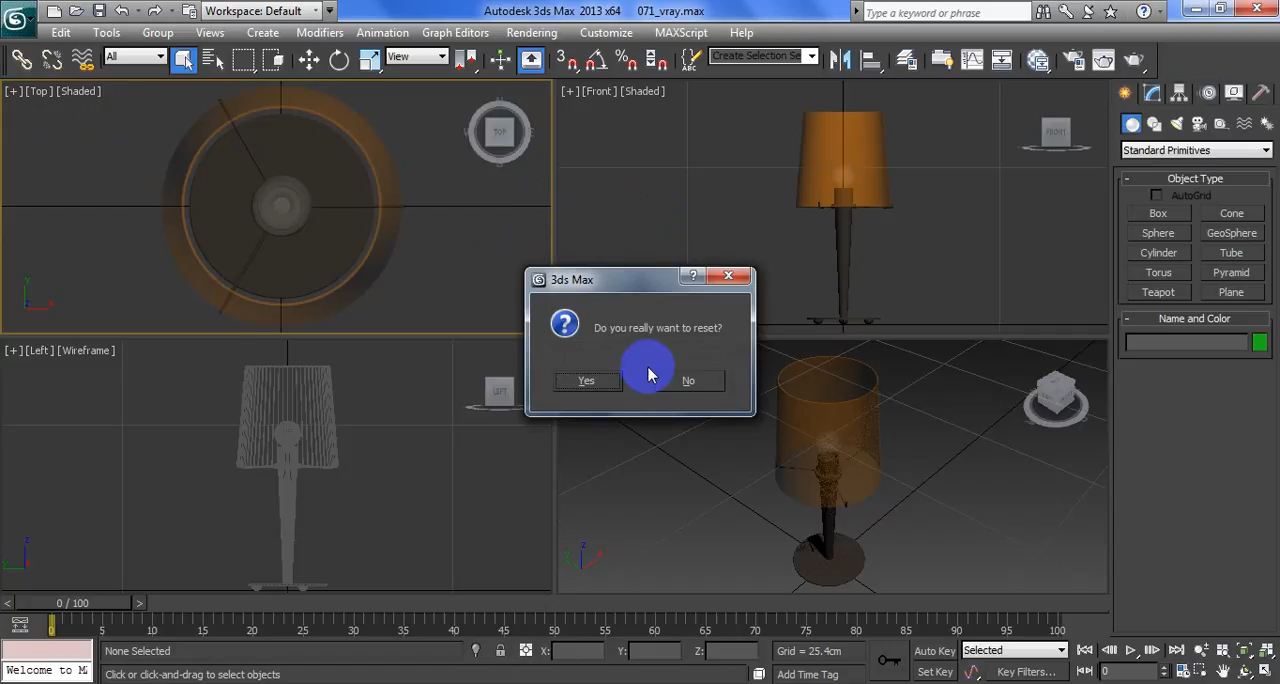 Workspace: Default
Autodesk 3ds Max 2013 x64 071_vray.max
Type a keyword or phrase
Edit Tools Group Views Create Modifiers Animation Graph Editors Rendering Customize MAXScript Help
All View Create Selection Se
[+] [Top] [Shaded]
TOP
[+] [Front] [Shaded]
FRONT
Standard Primitives
- Object Type
AutoGrid
Box Cone
Sphere GeoSphere
Cylinder Tube
Torus Pyramid
Teapot Plane
- Name and Color
3ds Max
Do you really want to reset?
Yes No
[+] [Left] [Wireframe]
LEFT
< 0 / 100 >
0 5 10 15 20 25 30 35 40 45 50 55 60 65 70 75 80 85 90 95 100
None Selected X: Y: Z: Grid = 25.4cm Auto Key Selected
Welcome to M Click or click-and-drag to select objects Add Time Tag Set Key Key Filters... 0